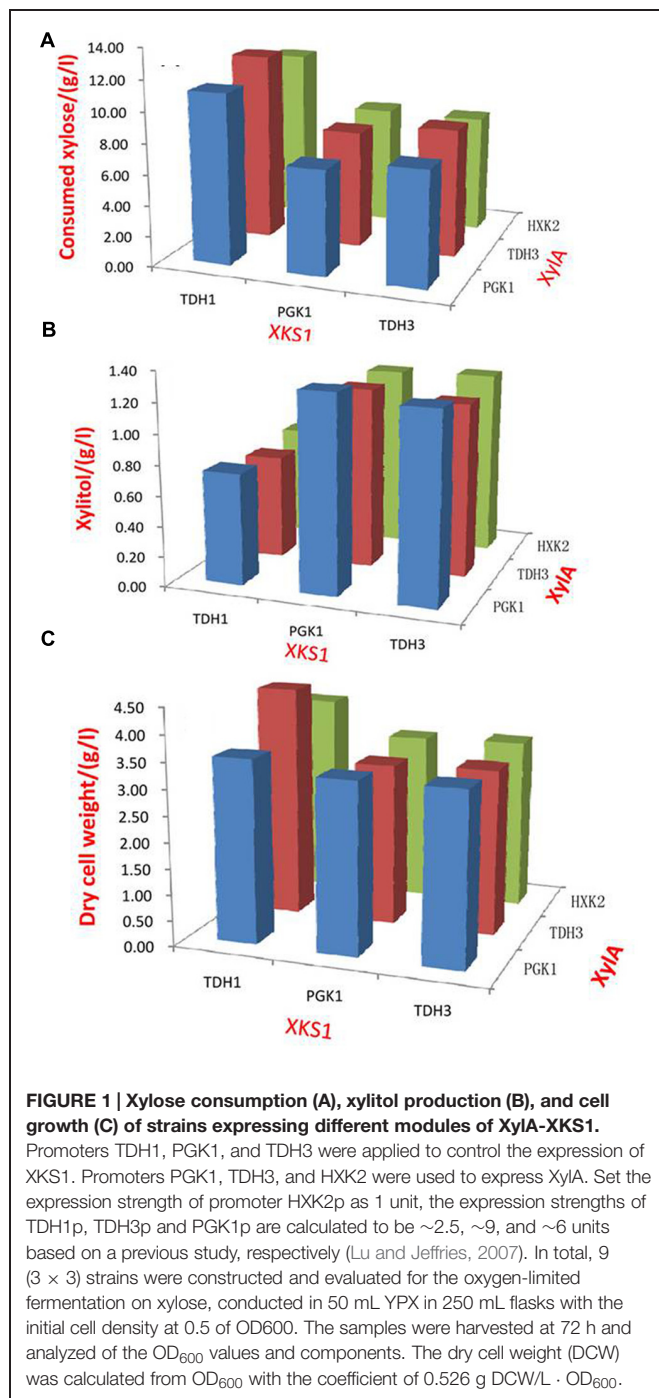 A
14.00
12.00
10.00
8.00
6.00
4.00
2.00
0.00
Consumed xylose/(g/l)
TDH1
PGK1
TDH3
XKS1
HXK2
TDH3
PGK1
XylA
B
1.40
1.20
1.00
0.80
0.60
0.40
0.20
0.00
Xylitol/(g/l)
TDH1
PGK1
TDH3
XKS1
HXK2
TDH3
PGK1
XylA
C
4.50
4.00
3.50
3.00
2.50
2.00
1.50
1.00
0.50
0.00
Dry cell weight/(g/l)
TDH1
PGK1
TDH3
XKS1
HXK2
TDH3
PGK1
XylA
FIGURE 1 | Xylose consumption (A), xylitol production (B), and cell
growth (C) of strains expressing different modules of XylA-XKS1.
Promoters TDH1, PGK1, and TDH3 were applied to control the expression of
XKS1. Promoters PGK1, TDH3, and HXK2 were used to express XylA. Set the
expression strength of promoter HXK2p as 1 unit, the expression strengths of
TDH1p, TDH3p and PGK1p are calculated to be ~2.5, ~9, and ~6 units
based on a previous study, respectively (Lu and Jeffries, 2007). In total, 9
(3 × 3) strains were constructed and evaluated for the oxygen-limited
fermentation on xylose, conducted in 50 mL YPX in 250 mL flasks with the
initial cell density at 0.5 of OD600. The samples were harvested at 72 h and
analyzed of the OD600 values and components. The dry cell weight (DCW)
was calculated from OD600 with the coefficient of 0.526 g DCW/L · OD600.